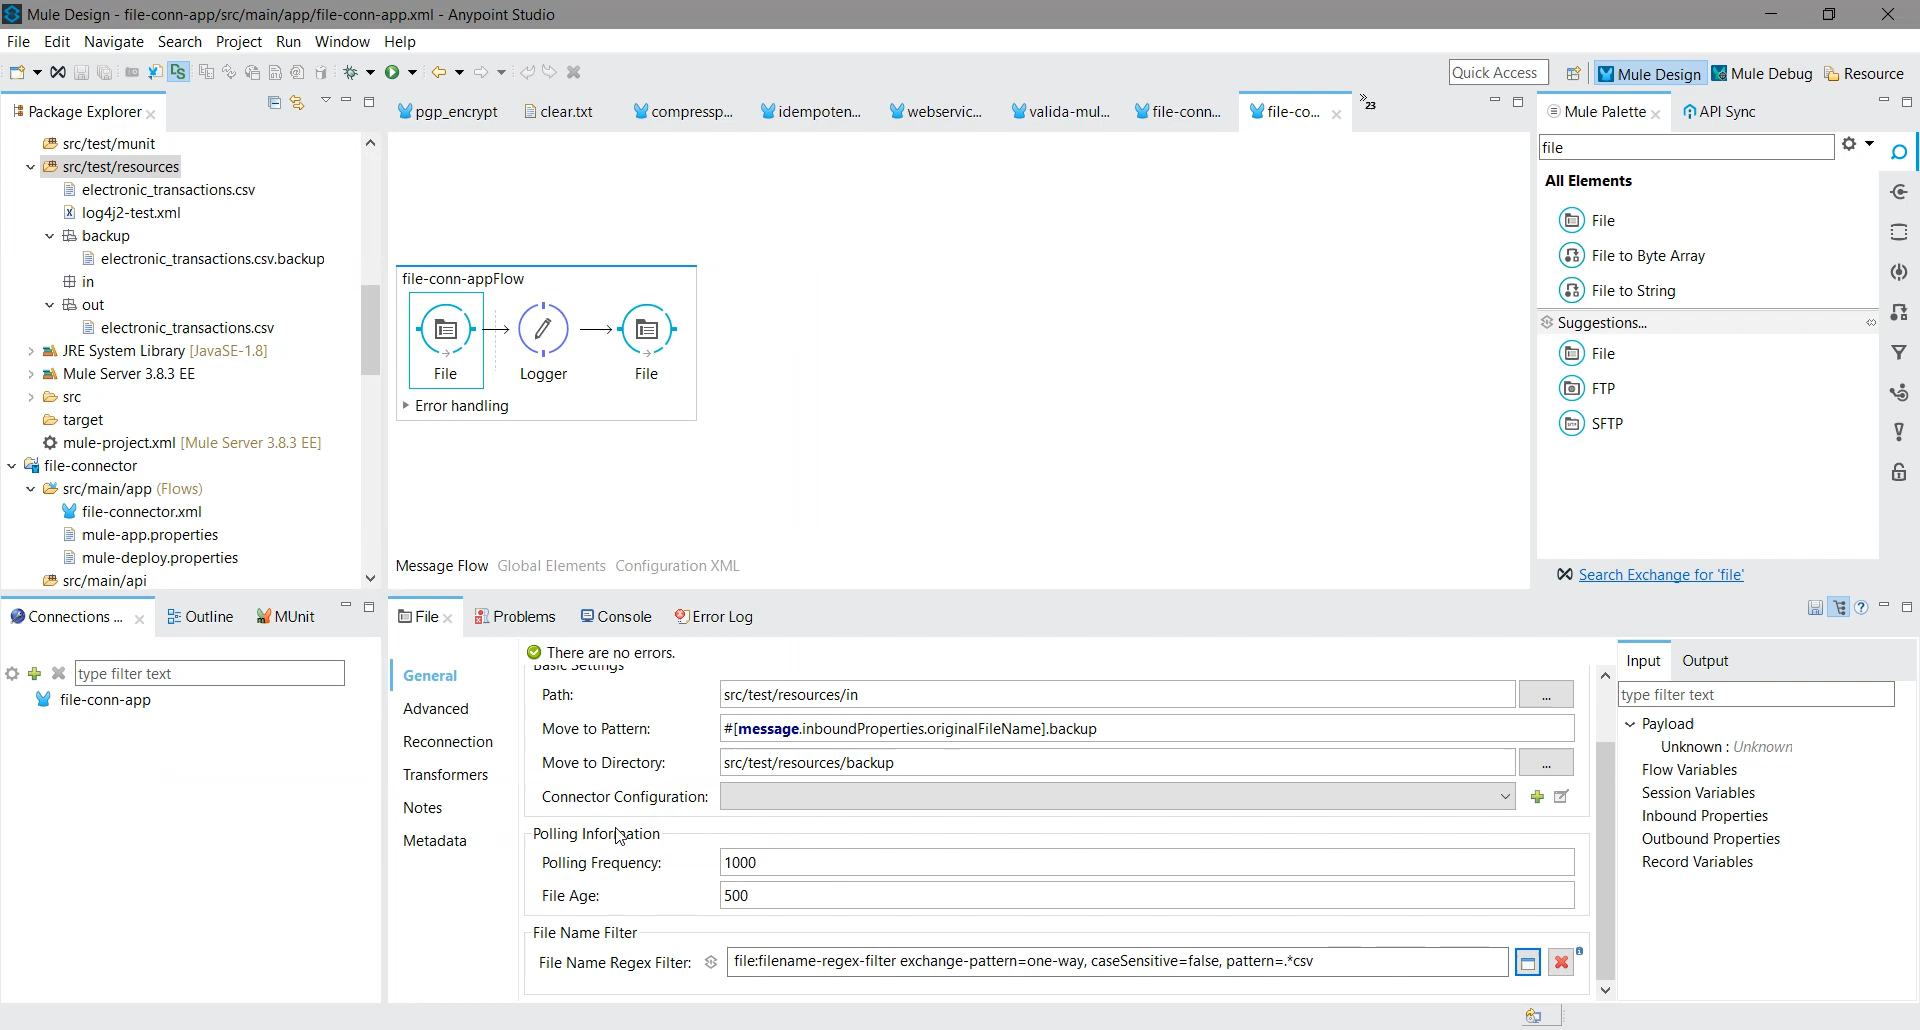 Mule Design - file-conn-app/src/main/app/file-conn-app.xml - Anypoint Studio
File Edit Navigate Search Project Run Window Help
Quick Access
Mule Design
Mule Debug
Resource
Package Explorer
pgp_encrypt
clear.txt
compressp...
idempoten...
webservic...
valida-mul...
file-conn...
file-co...
»23
Mule Palette
API Sync
src/test/munit
src/test/resources
electronic_transactions.csv
log4j2-test.xml
backup
electronic_transactions.csv.backup
in
out
electronic_transactions.csv
JRE System Library [JavaSE-1.8]
Mule Server 3.8.3 EE
src
target
mule-project.xml [Mule Server 3.8.3 EE]
file-connector
src/main/app (Flows)
file-connector.xml
mule-app.properties
mule-deploy.properties
src/main/api
file-conn-appFlow
File
Logger
File
Error handling
Message Flow Global Elements Configuration XML
file
All Elements
File
File to Byte Array
File to String
Suggestions...
File
FTP
SFTP
Search Exchange for 'file'
Connections ...
Outline
MUnit
type filter text
file-conn-app
File
Problems
Console
Error Log
There are no errors.
General
Advanced
Reconnection
Transformers
Notes
Metadata
Basic Settings
Path: src/test/resources/in ...
Move to Pattern: #[message.inboundProperties.originalFileName].backup
Move to Directory: src/test/resources/backup ...
Connector Configuration:
Polling Information
Polling Frequency: 1000
File Age: 500
File Name Filter
File Name Regex Filter: file:filename-regex-filter exchange-pattern=one-way, caseSensitive=false, pattern=.*csv
Input Output
type filter text
Payload
Unknown : Unknown
Flow Variables
Session Variables
Inbound Properties
Outbound Properties
Record Variables